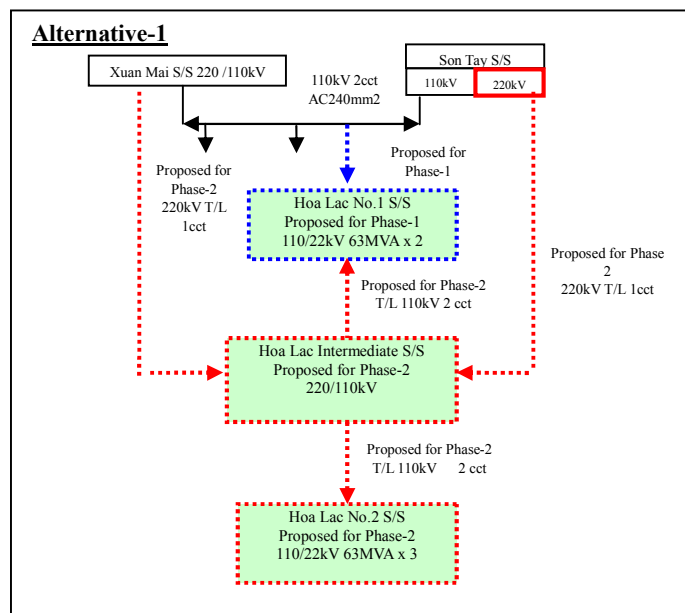 Alternative-1
Xuan Mai S/S 220 /110kV
Son Tay S/S
110kV
220kV
110kV 2cct
AC240mm2
Proposed for
Phase-2
220kV T/L
1cct
Proposed for
Phase-1
Hoa Lac No.1 S/S
Proposed for Phase-1
110/22kV 63MVA x 2
Proposed for Phase
2
220kV T/L 1cct
Proposed for Phase-2
T/L 110kV 2 cct
Hoa Lac Intermediate S/S
Proposed for Phase-2
220/110kV
Proposed for Phase-2
T/L 110kV 2 cct
Hoa Lac No.2 S/S
Proposed for Phase-2
110/22kV 63MVA x 3